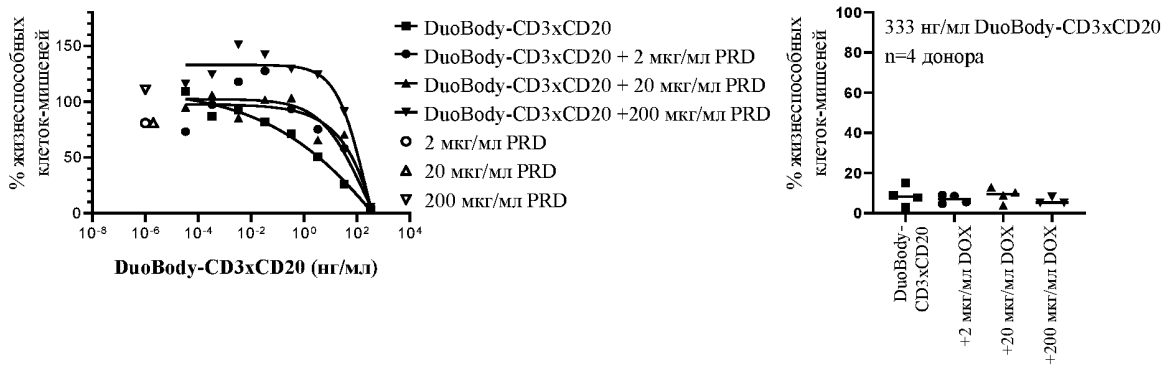 % жизнеспособных
клеток-мишеней
150
100
50
0
10-8
10-6
10-4
10-2
100
102
104
DuoBody-CD3xCD20 (нг/мл)
DuoBody-CD3xCD20
DuoBody-CD3xCD20 + 2 мкг/мл PRD
DuoBody-CD3xCD20 + 20 мкг/мл PRD
DuoBody-CD3xCD20 +200 мкг/мл PRD
2 мкг/мл PRD
20 мкг/мл PRD
200 мкг/мл PRD
% жизнеспособных
клеток-мишеней
100
80
60
40
20
0
333 нг/мл DuoBody-CD3xCD20
n=4 донора
DuoBody-
CD3xCD20
+2 мкг/мл DOX
+20 мкг/мл DOX
+200 мкг/мл DOX